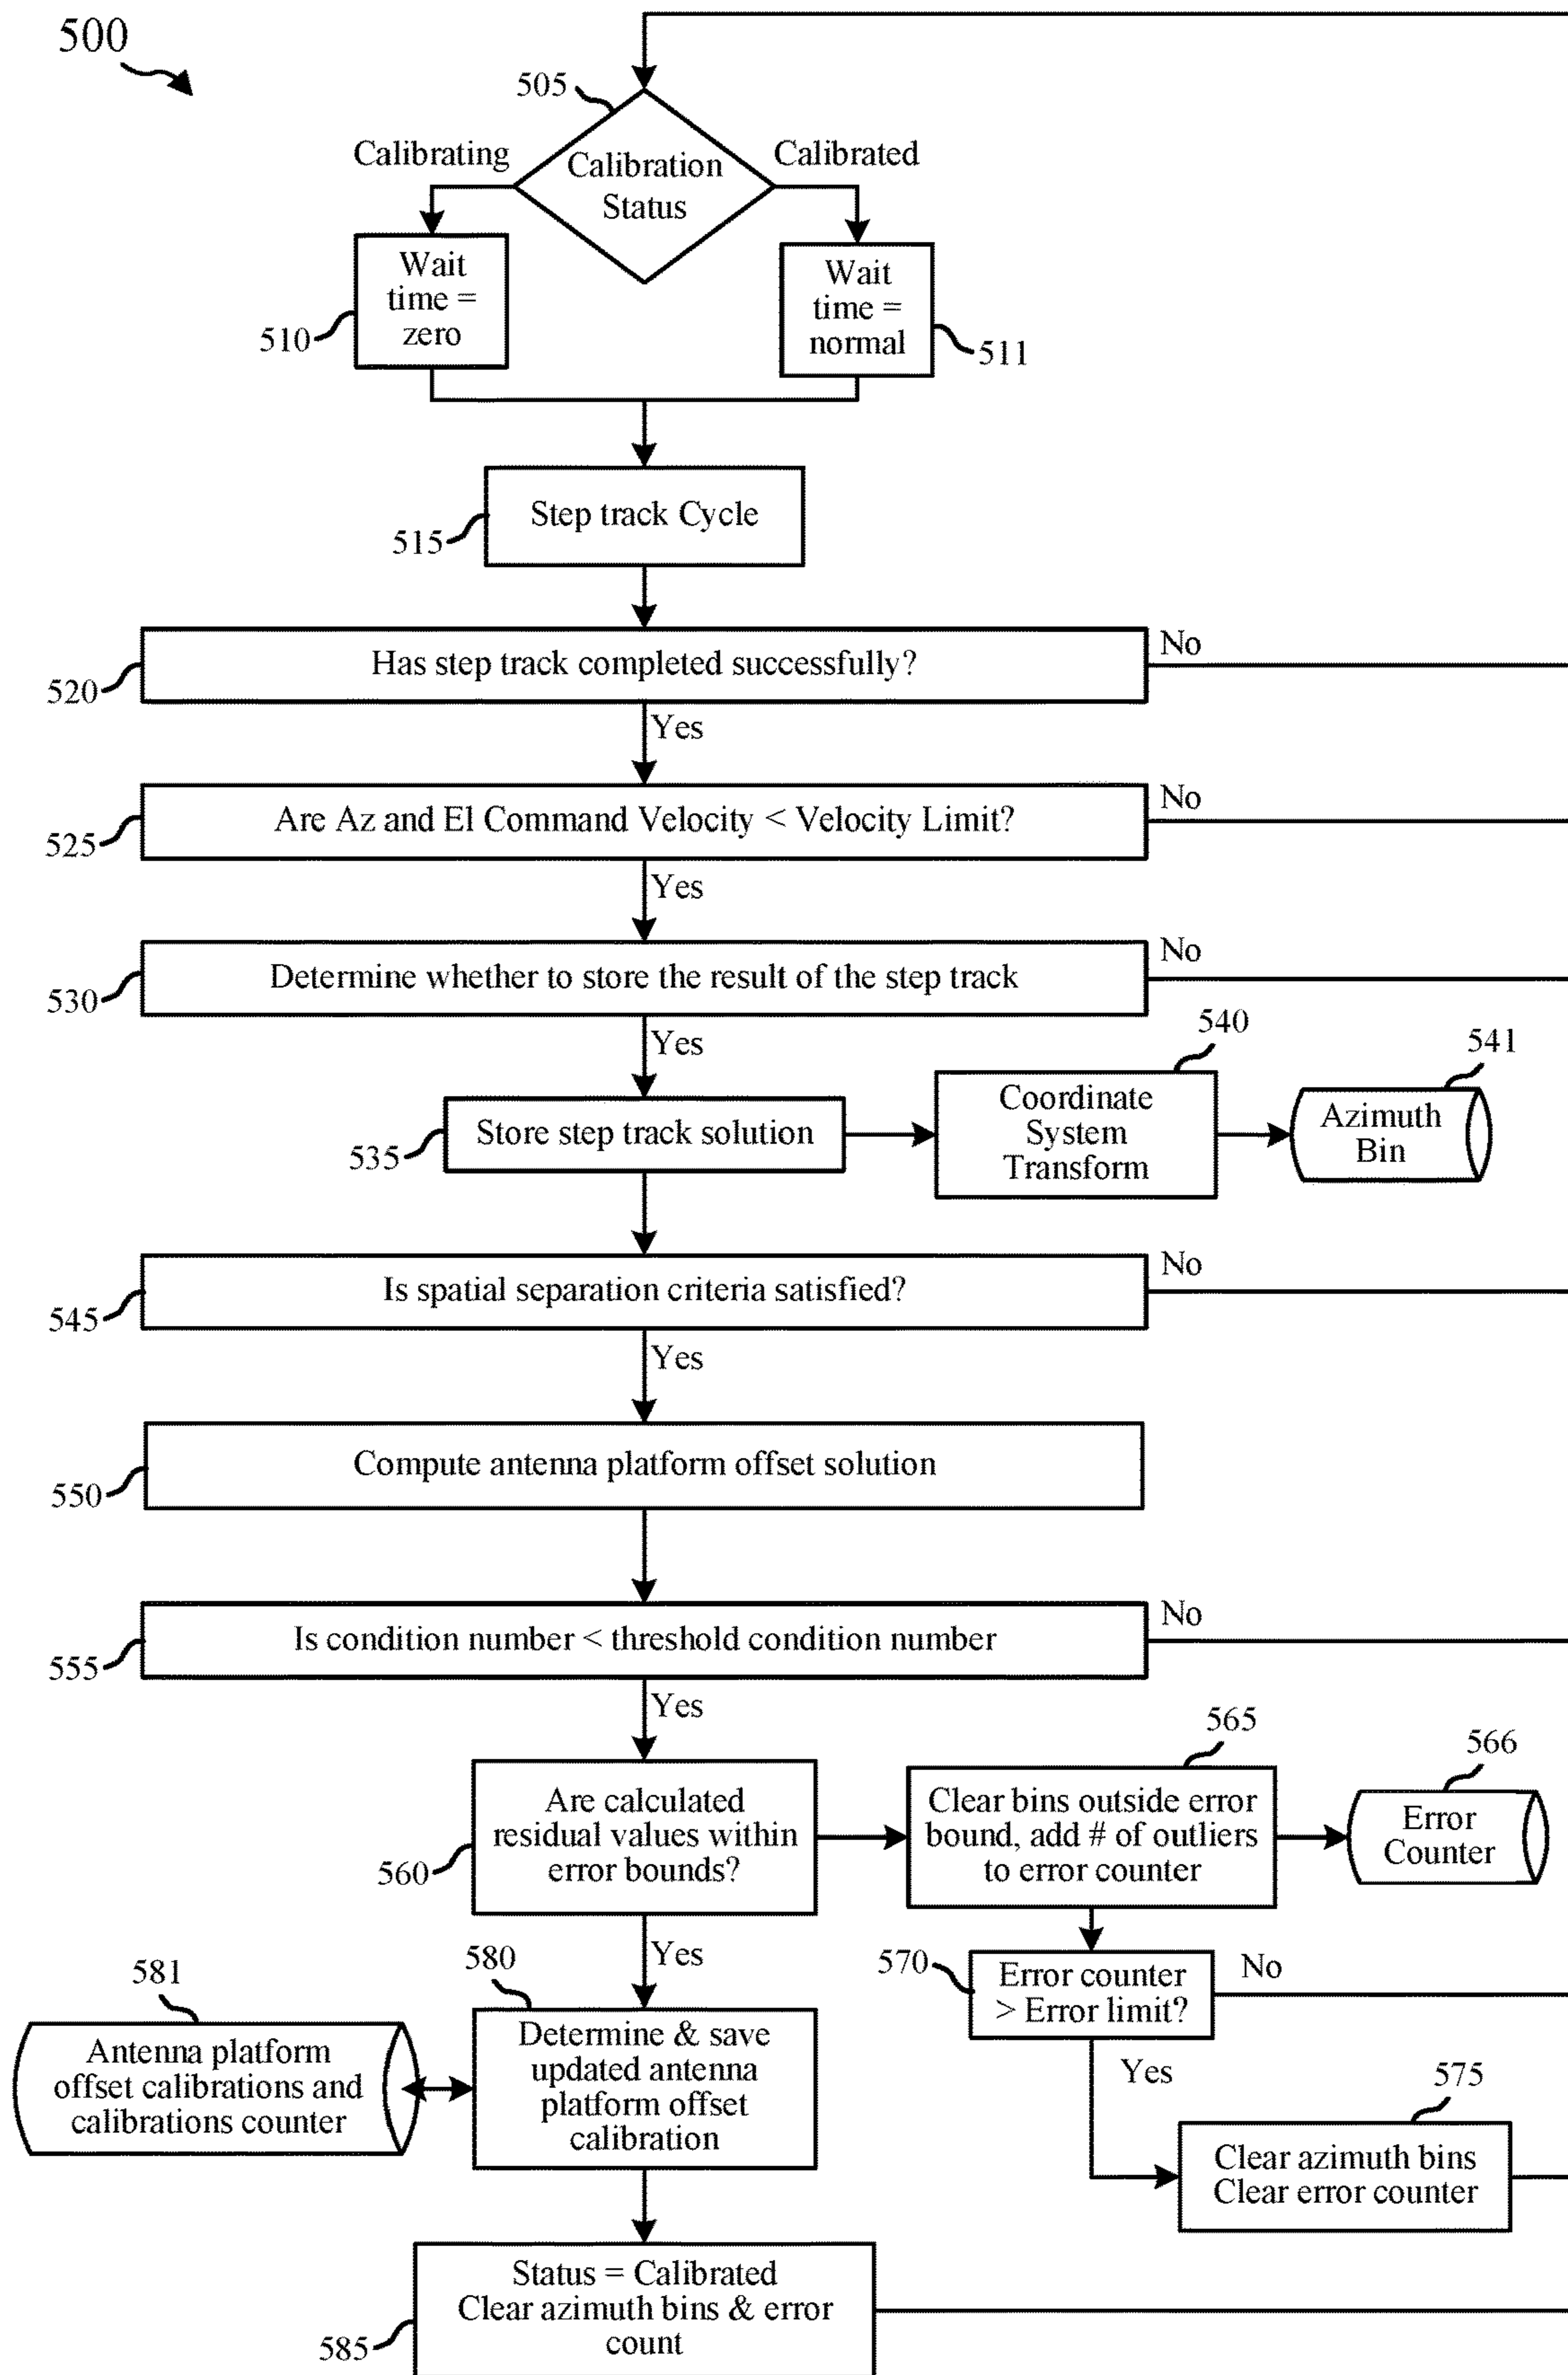 500
505
Calibrating
Calibration
Status
Calibrated
Wait
time =
zero
510
Wait
time =
normal
511
Step track Cycle
515
Has step track completed successfully?
No
520
Yes
Are Az and El Command Velocity < Velocity Limit?
No
525
Yes
Determine whether to store the result of the step track
No
530
Yes
Store step track solution
535
540
Coordinate
System
Transform
541
Azimuth
Bin
Is spatial separation criteria satisfied?
No
545
Yes
Compute antenna platform offset solution
550
Is condition number < threshold condition number
No
555
Yes
Are calculated
residual values within
error bounds?
560
565
Clear bins outside error
bound, add # of outliers
to error counter
566
Error
Counter
Yes
570
Error counter
> Error limit?
No
Yes
575
Clear azimuth bins
Clear error counter
580
Determine & save
updated antenna
platform offset
calibration
581
Antenna platform
offset calibrations and
calibrations counter
Status = Calibrated
Clear azimuth bins & error
count
585